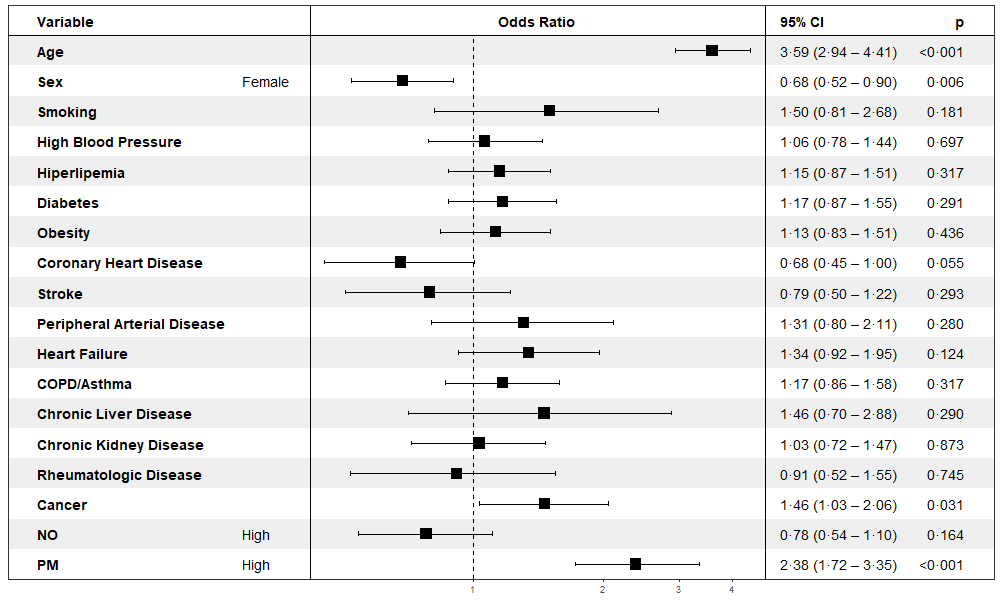 Variable Odds Ratio 95% CI p
Age 3·59 (2·94 – 4·41) <0·001
Sex Female 0·68 (0·52 – 0·90) 0·006
Smoking 1·50 (0·81 – 2·68) 0·181
High Blood Pressure 1·06 (0·78 – 1·44) 0·697
Hiperlipemia 1·15 (0·87 – 1·51) 0·317
Diabetes 1·17 (0·87 – 1·55) 0·291
Obesity 1·13 (0·83 – 1·51) 0·436
Coronary Heart Disease 0·68 (0·45 – 1·00) 0·055
Stroke 0·79 (0·50 – 1·22) 0·293
Peripheral Arterial Disease 1·31 (0·80 – 2·11) 0·280
Heart Failure 1·34 (0·92 – 1·95) 0·124
COPD/Asthma 1·17 (0·86 – 1·58) 0·317
Chronic Liver Disease 1·46 (0·70 – 2·88) 0·290
Chronic Kidney Disease 1·03 (0·72 – 1·47) 0·873
Rheumatologic Disease 0·91 (0·52 – 1·55) 0·745
Cancer 1·46 (1·03 – 2·06) 0·031
NO High 0·78 (0·54 – 1·10) 0·164
PM High 2·38 (1·72 – 3·35) <0·001
1 2 3 4